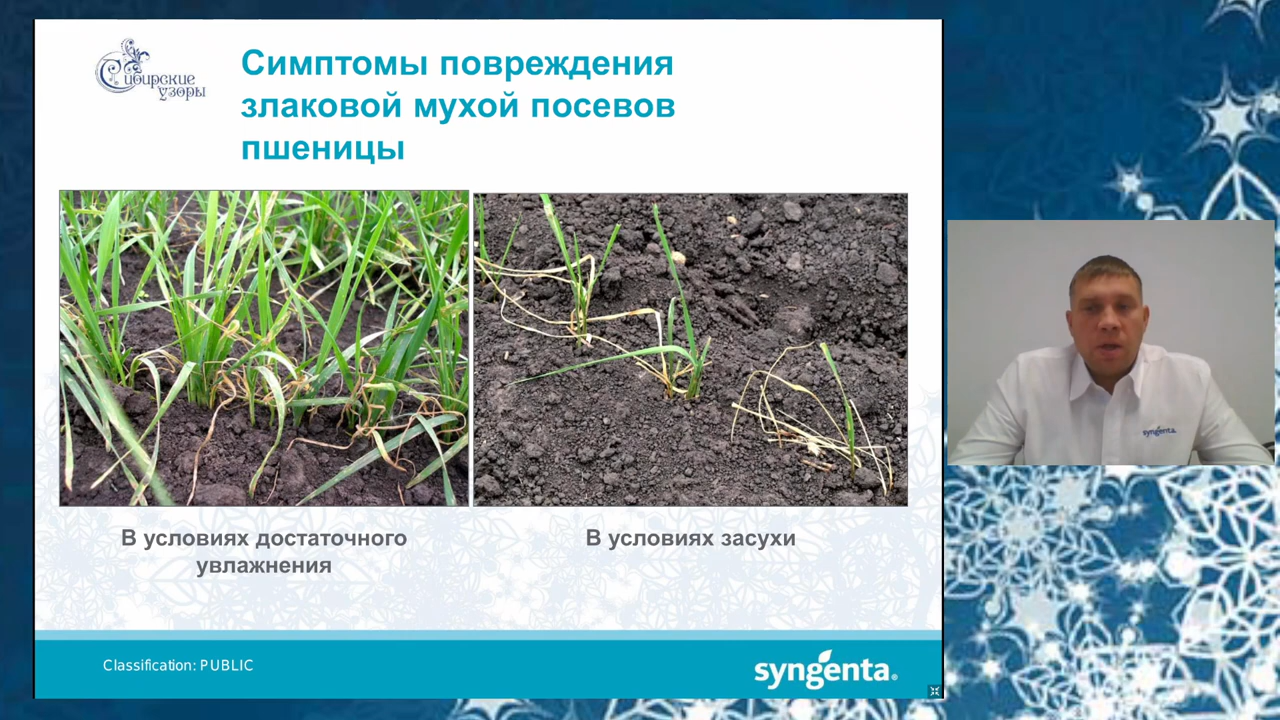 Сибирские
узоры
Симптомы повреждения
злаковой мухой посевов
пшеницы
В условиях достаточного
увлажнения
В условиях засухи
syngenta
Classification: PUBLIC
syngenta®